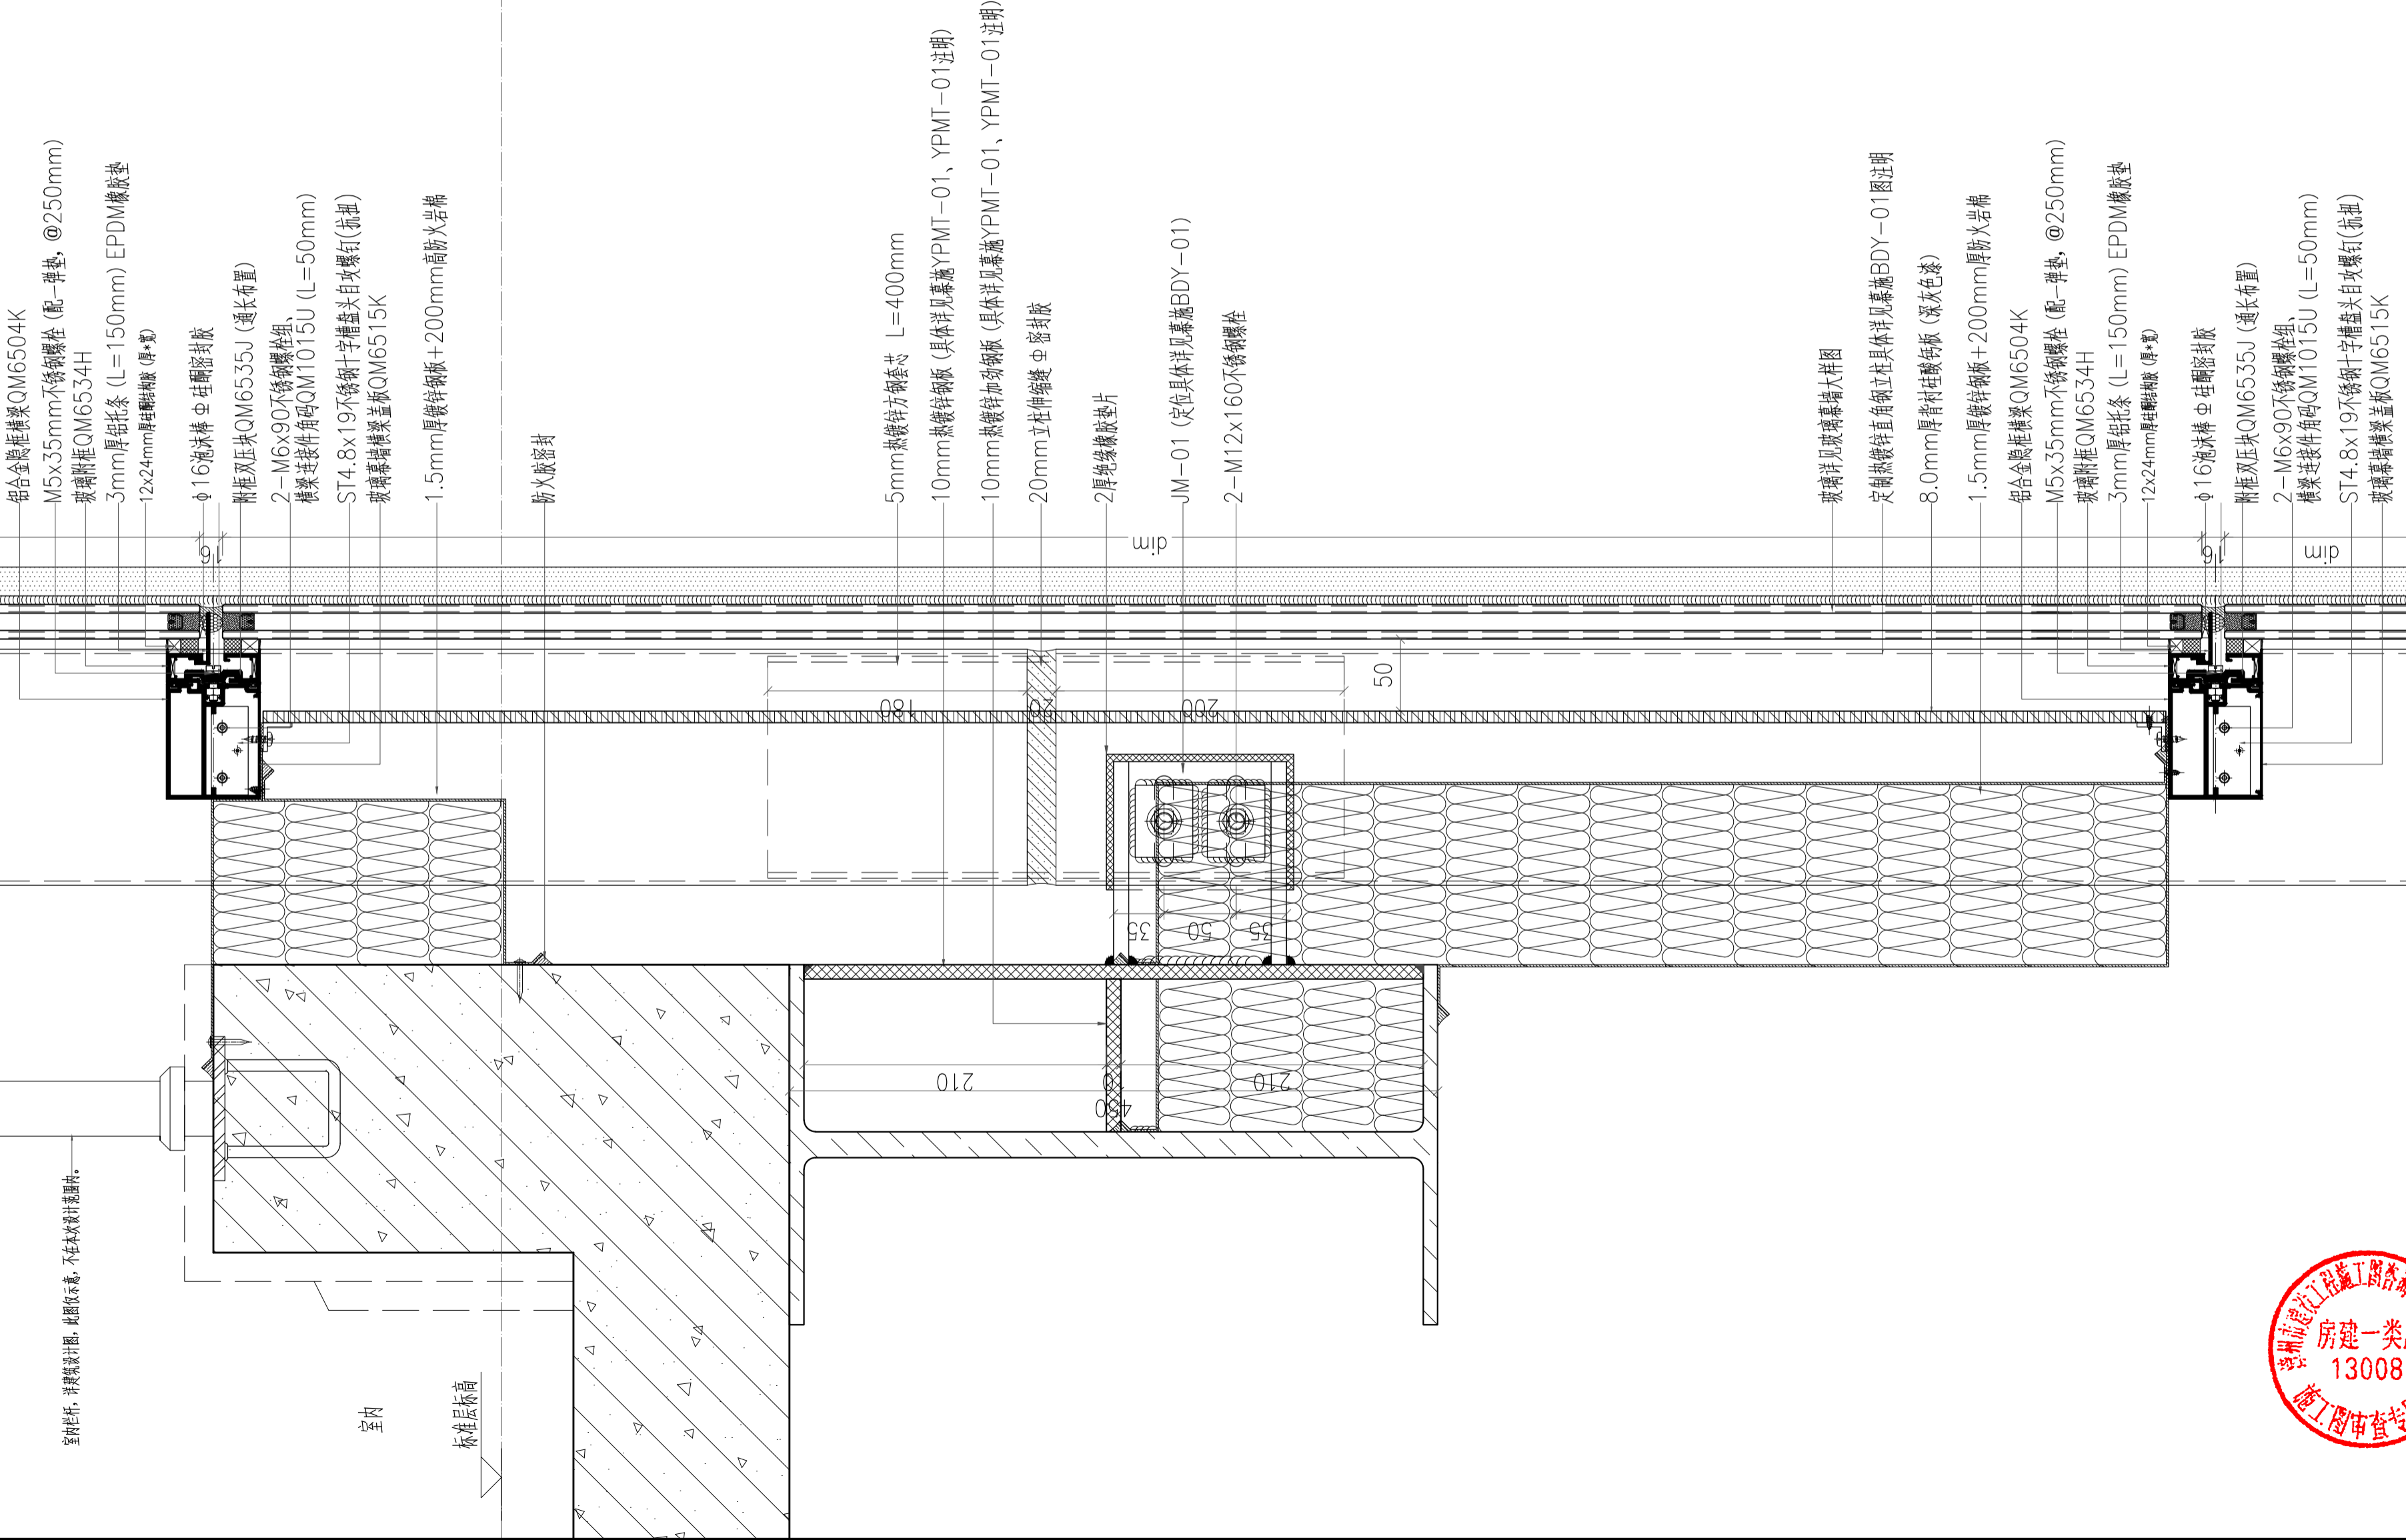 铝合金隐框横梁QM6504K
M5x35mm不锈钢螺栓 (配一弹垫, @250mm)
玻璃附框QM6534H
3mm厚铝托条 (L=150mm) EPDM橡胶垫
12x24mm厚硅酮结构胶 (厚*宽)
φ16泡沫棒 Φ 硅酮密封胶
附框双压块QM6535J (通长布置)
2-M6x90不锈钢螺栓组、
横梁连接件角码QM1015U (L=50mm)
ST4.8x19不锈钢十字槽盘头自攻螺钉(抗扭)
玻璃幕墙横梁盖板QM6515K
1.5mm厚镀锌钢板+200mm高防火岩棉
防火胶密封
5mm热镀锌方钢套芯 L=400mm
10mm热镀锌钢板 (具体详见幕施YPMT-01、YPMT-01注明)
10mm热镀锌加劲钢板 (具体详见幕施YPMT-01、YPMT-01注明)
20mm立柱伸缩缝 Φ 密封胶
2厚绝缘橡胶垫片
JM-01 (定位具体详见幕施BDY-01)
2-M12x160不锈钢螺栓
玻璃详见玻璃幕墙大样图
定制热镀锌直角钢立柱具体详见幕施BDY-01图注明
8.0mm厚背衬硅酸钙板 (深灰色漆)
1.5mm厚镀锌钢板+200mm厚防火岩棉
铝合金隐框横梁QM6504K
M5x35mm不锈钢螺栓 (配一弹垫, @250mm)
玻璃附框QM6534H
3mm厚铝托条 (L=150mm) EPDM橡胶垫
12x24mm厚硅酮结构胶 (厚*宽)
φ16泡沫棒 Φ 硅酮密封胶
附框双压块QM6535J (通长布置)
2-M6x90不锈钢螺栓组、
横梁连接件角码QM1015U (L=50mm)
ST4.8x19不锈钢十字槽盘头自攻螺钉(抗扭)
玻璃幕墙横梁盖板QM6515K
16
dim
16
dim
180
20
200
50
35
50
35
210
10
210
450
室内栏杆, 详建筑设计图, 此图仅示意, 不在本次设计范围内。
室内
标准层标高
房建一类
13008